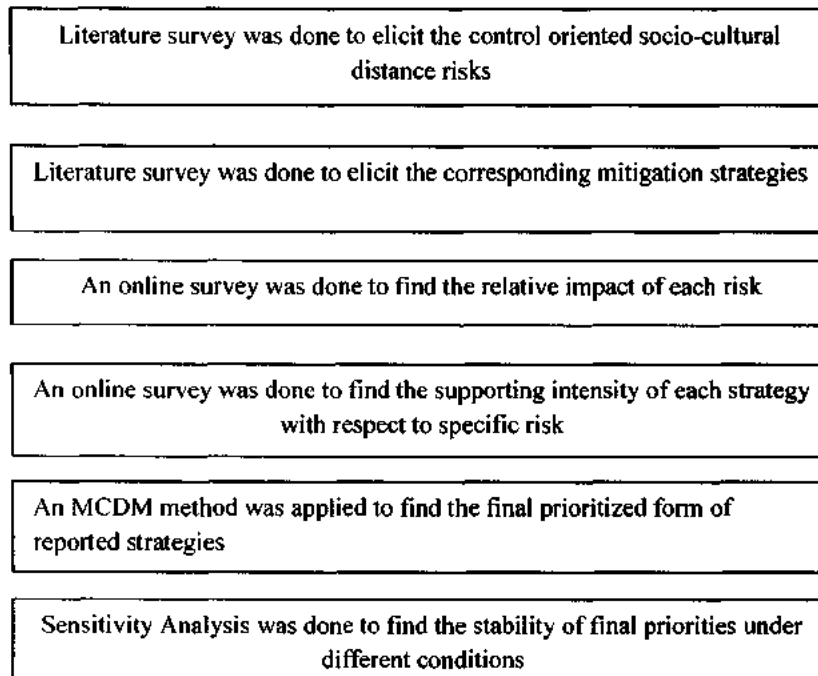 Literature survey was done to elicit the control oriented socio-cultural
distance risks
Literature survey was done to elicit the corresponding mitigation strategies
An online survey was done to find the relative impact of each risk
An online survey was done to find the supporting intensity of each strategy
with respect to specific risk
An MCDM method was applied to find the final prioritized form of
reported strategies
Sensitivity Analysis was done to find the stability of final priorities under
different conditions